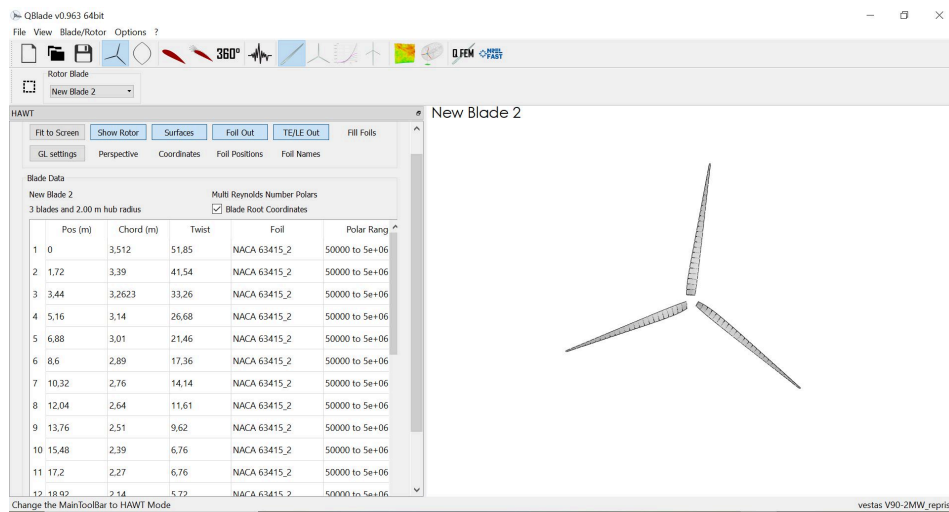 QBlade v0.963 64bit
File View Blade/Rotor Options ?
360° Q FEM NREL FAST
Rotor Blade
New Blade 2
HAWT
New Blade 2
Fit to Screen Show Rotor Surfaces Foil Out TE/LE Out Fill Foils
GL settings Perspective Coordinates Foil Positions Foil Names
Blade Data
New Blade 2 Multi Reynolds Number Polars
3 blades and 2.00 m hub radius Blade Root Coordinates
Pos (m) Chord (m) Twist Foil Polar Rang
1 0 3,512 51,85 NACA 63415_2 50000 to 5e+06
2 1,72 3,39 41,54 NACA 63415_2 50000 to 5e+06
3 3,44 3,2623 33,26 NACA 63415_2 50000 to 5e+06
4 5,16 3,14 26,68 NACA 63415_2 50000 to 5e+06
5 6,88 3,01 21,46 NACA 63415_2 50000 to 5e+06
6 8,6 2,89 17,36 NACA 63415_2 50000 to 5e+06
7 10,32 2,76 14,14 NACA 63415_2 50000 to 5e+06
8 12,04 2,64 11,61 NACA 63415_2 50000 to 5e+06
9 13,76 2,51 9,62 NACA 63415_2 50000 to 5e+06
10 15,48 2,39 6,76 NACA 63415_2 50000 to 5e+06
11 17,2 2,27 6,76 NACA 63415_2 50000 to 5e+06
12 18,92 2,14 5,72 NACA 63415_2 50000 to 5e+06
Change the MainToolBar to HAWT Mode vestas V90-2MW_repris